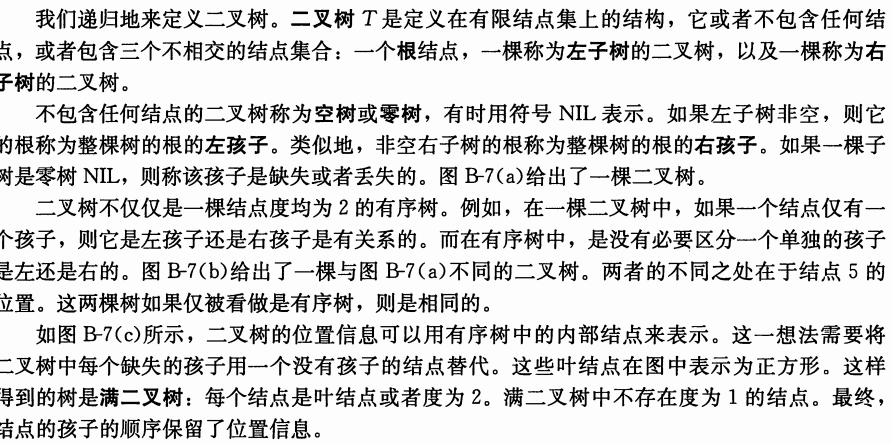 我们递归地来定义二叉树。二叉树 T 是定义在有限结点集上的结构，它或者不包含任何结
点，或者包含三个不相交的结点集合：一个根结点，一棵称为左子树的二叉树，以及一棵称为右
子树的二叉树。
不包含任何结点的二叉树称为空树或零树，有时用符号 NIL 表示。如果左子树非空，则它
的根称为整棵树的根的左孩子。类似地，非空右子树的根称为整棵树的根的右孩子。如果一棵子
树是零树 NIL，则称该孩子是缺失或者丢失的。图 B-7(a)给出了一棵二叉树。
二叉树不仅仅是一棵结点度均为 2 的有序树。例如，在一棵二叉树中，如果一个结点仅有一
个孩子，则它是左孩子还是右孩子是有关系的。而在有序树中，是没有必要区分一个单独的孩子
是左还是右的。图 B-7(b)给出了一棵与图 B-7(a)不同的二叉树。两者的不同之处在于结点 5 的
位置。这两棵树如果仅被看做是有序树，则是相同的。
如图 B-7(c)所示，二叉树的位置信息可以用有序树中的内部结点来表示。这一想法需要将
二叉树中每个缺失的孩子用一个没有孩子的结点替代。这些叶结点在图中表示为正方形。这样
得到的树是满二叉树：每个结点是叶结点或者度为 2。满二叉树中不存在度为 1 的结点。最终，
结点的孩子的顺序保留了位置信息。